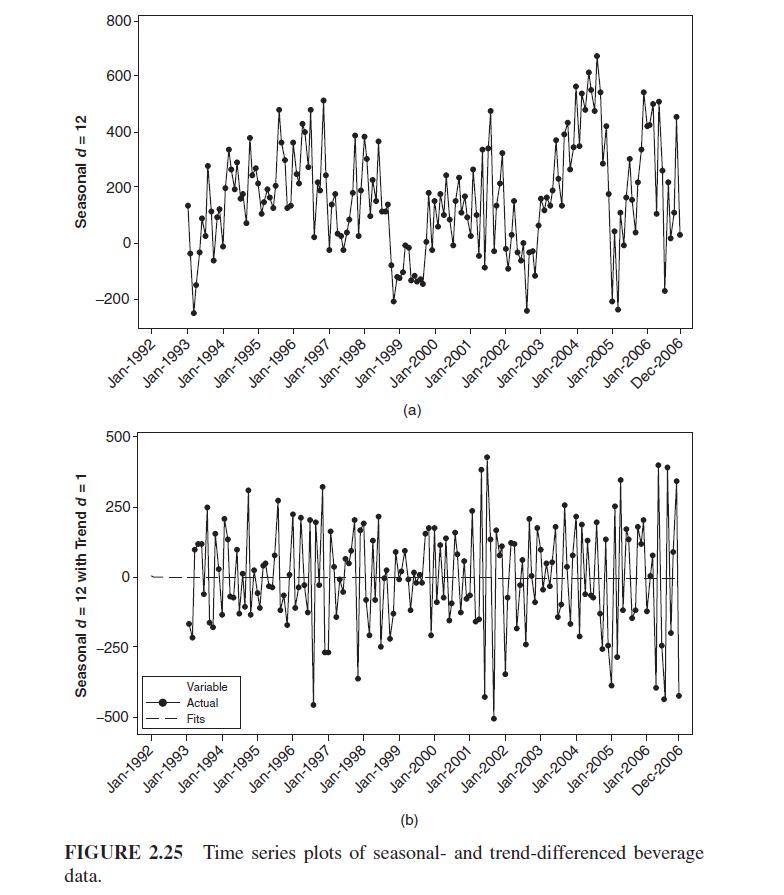 800
600
400
200
0
–200
Seasonal d = 12
Jan-1992
Jan-1993
Jan-1994
Jan-1995
Jan-1996
Jan-1997
Jan-1998
Jan-1999
Jan-2000
Jan-2001
Jan-2002
Jan-2003
Jan-2004
Jan-2005
Jan-2006
Dec-2006
(a)
500
250
0
–250
–500
Seasonal d = 12 with Trend d = 1
Variable
Actual
Fits
Jan-1992
Jan-1993
Jan-1994
Jan-1995
Jan-1996
Jan-1997
Jan-1998
Jan-1999
Jan-2000
Jan-2001
Jan-2002
Jan-2003
Jan-2004
Jan-2005
Jan-2006
Dec-2006
(b)
FIGURE 2.25 Time series plots of seasonal- and trend-differenced beverage
data.